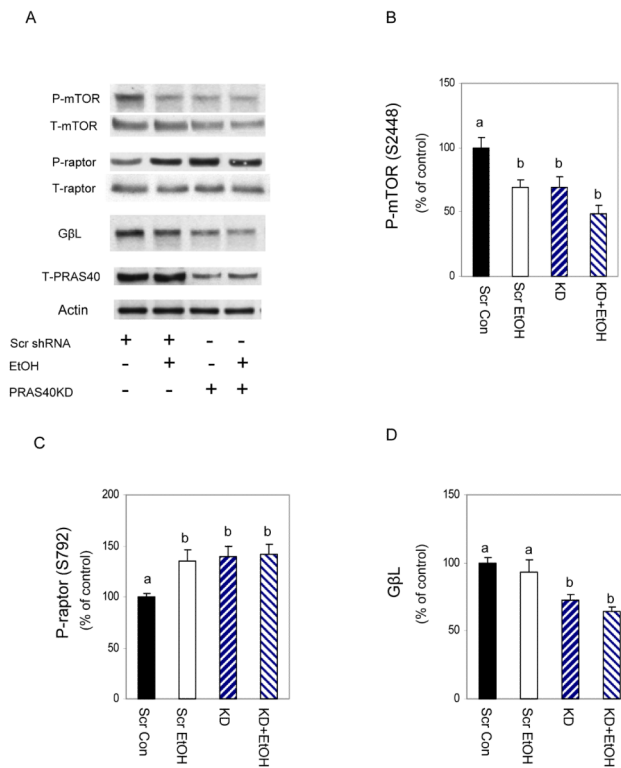 A
P-mTOR
T-mTOR
P-raptor
T-raptor
GβL
T-PRAS40
Actin
Scr shRNA + + - -
EtOH - + - +
PRAS40KD - - + +
B
P-mTOR (S2448)
(% of control)
150
100
50
0
a
b
b
b
Scr Con
Scr EtOH
KD
KD+EtOH
C
P-raptor (S792)
(% of control)
200
150
100
50
0
a
b
b
b
Scr Con
Scr EtOH
KD
KD+EtOH
D
GβL
(% of control)
150
100
50
0
a
a
b
b
Scr Con
Scr EtOH
KD
KD+EtOH